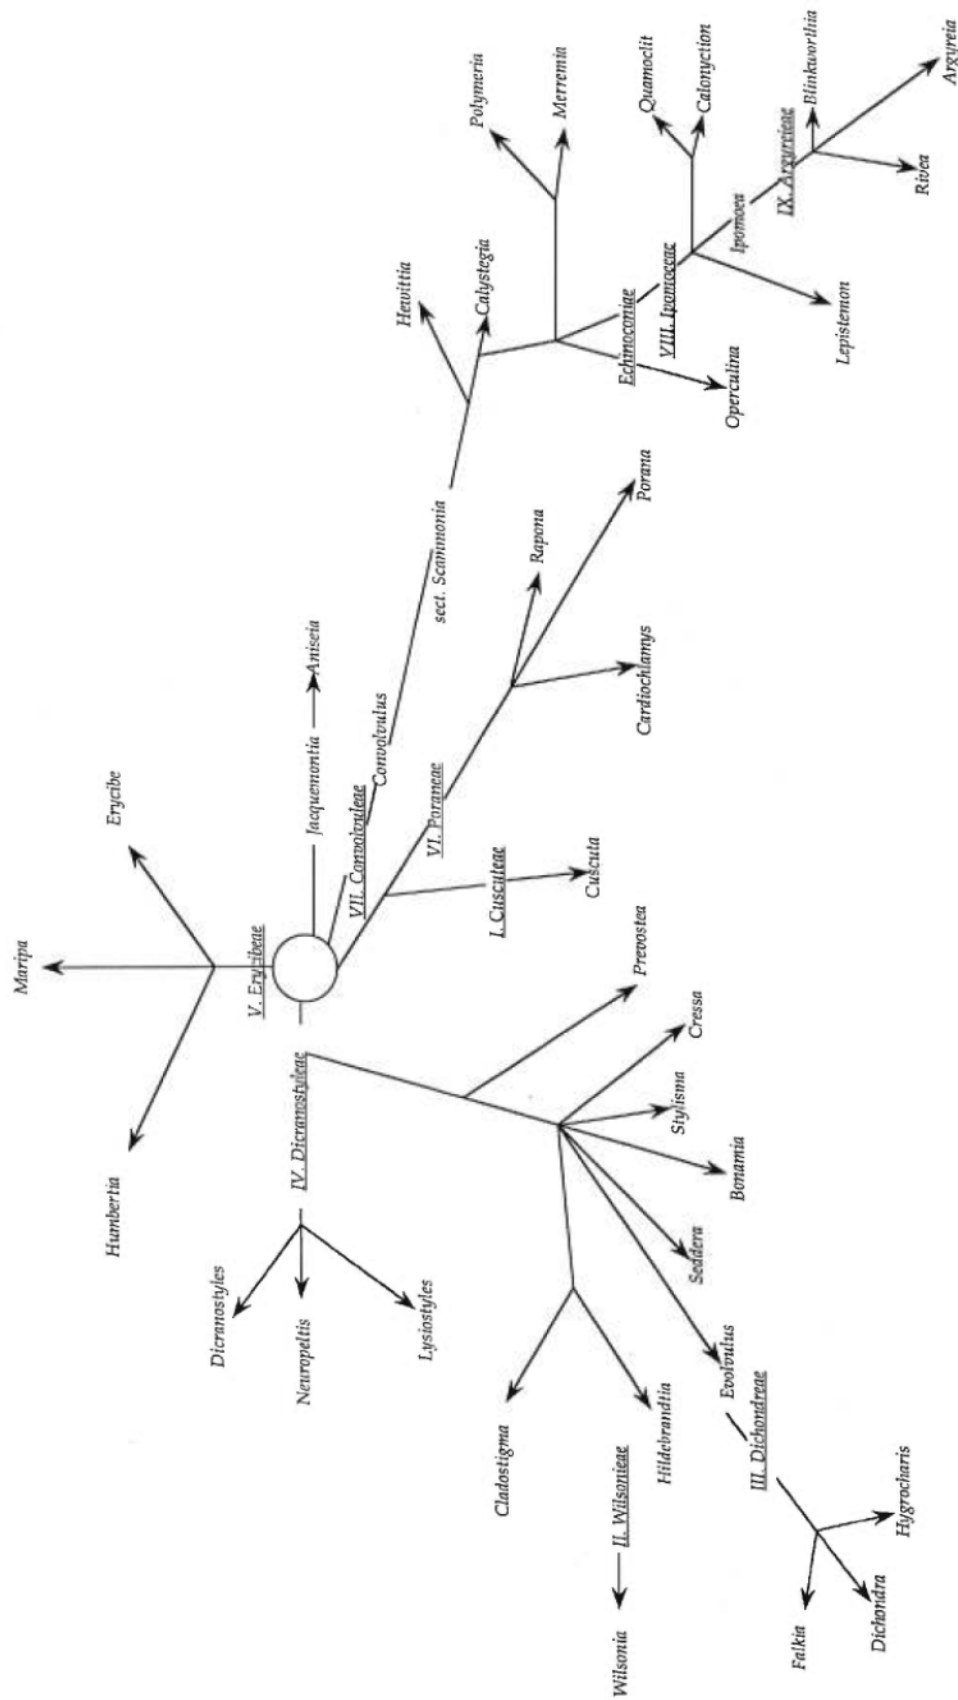 Maripa
Erycibe
Humbertia
V. Erycibeae
Jacquemontia
Aniseia
VII. Convolvuleae
Convolvulus
sect. Scammonia
Hewittia
Calystegia
Polymeria
Merremia
Echinoconiae
Operculina
VIII. Ipomoeae
Quamoclit
Calonyction
Ipomoea
Lepistemon
IX. Argyreieae
Blinkworthia
Rivea
Argyreia
VI. Poraneae
Rapona
Porana
Cardiochlamys
I. Cuscuteae
Cuscuta
IV. Dicranostyleae
Dicranostyles
Neuropeltis
Lysiostyles
Prevostea
Cressa
Stylisma
Bonamia
Seddera
Evolvulus
Cladostigma
Hildebrandtia
II. Wilsonieae
Wilsonia
III. Dichondreae
Falkia
Dichondra
Hygrocharis